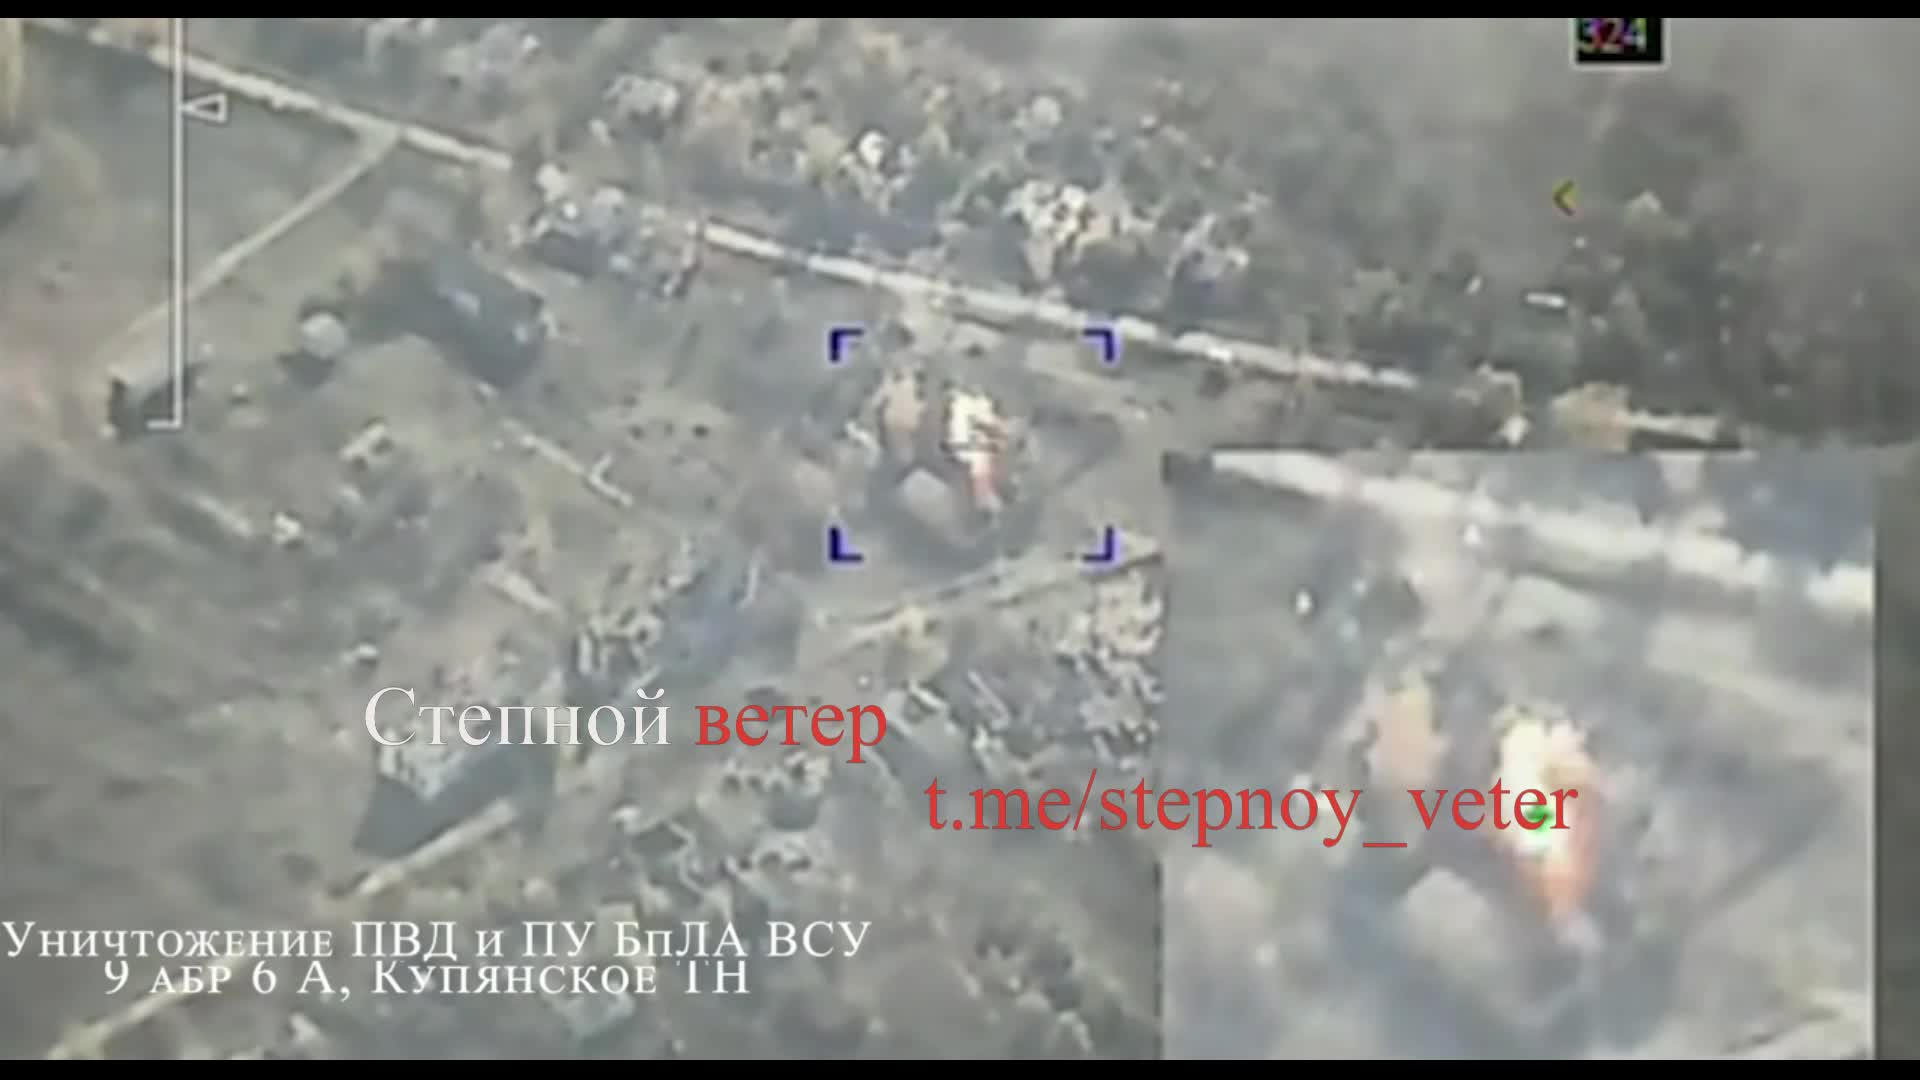 324
Степной ветер
t.me/stepnoy_veter
Уничтожение ПВД и ПУ БпЛА ВСУ
9 абр 6 А, Купянское ТН